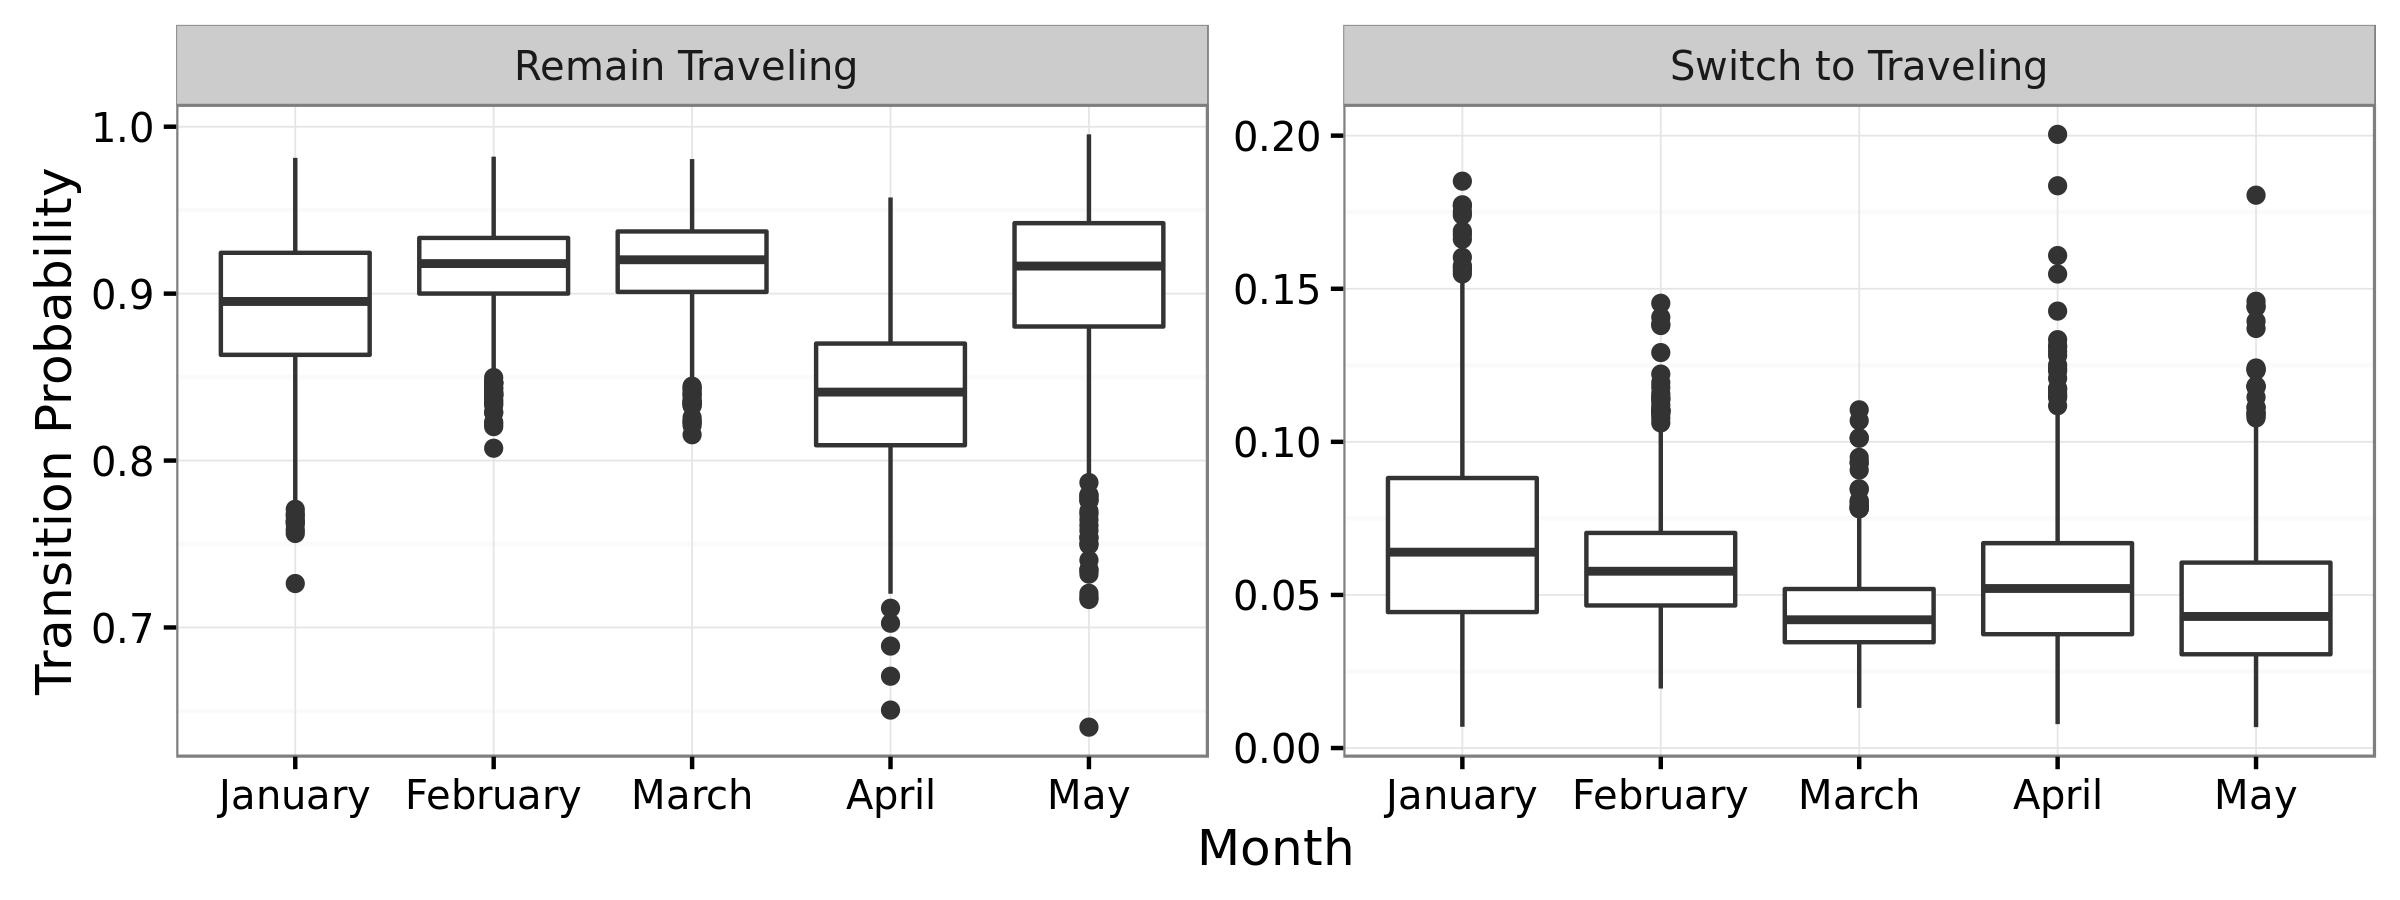 Remain Traveling
Switch to Traveling
Transition Probability
1.0
0.9
0.8
0.7
0.20
0.15
0.10
0.05
0.00
January February March April May
January February March April May
Month